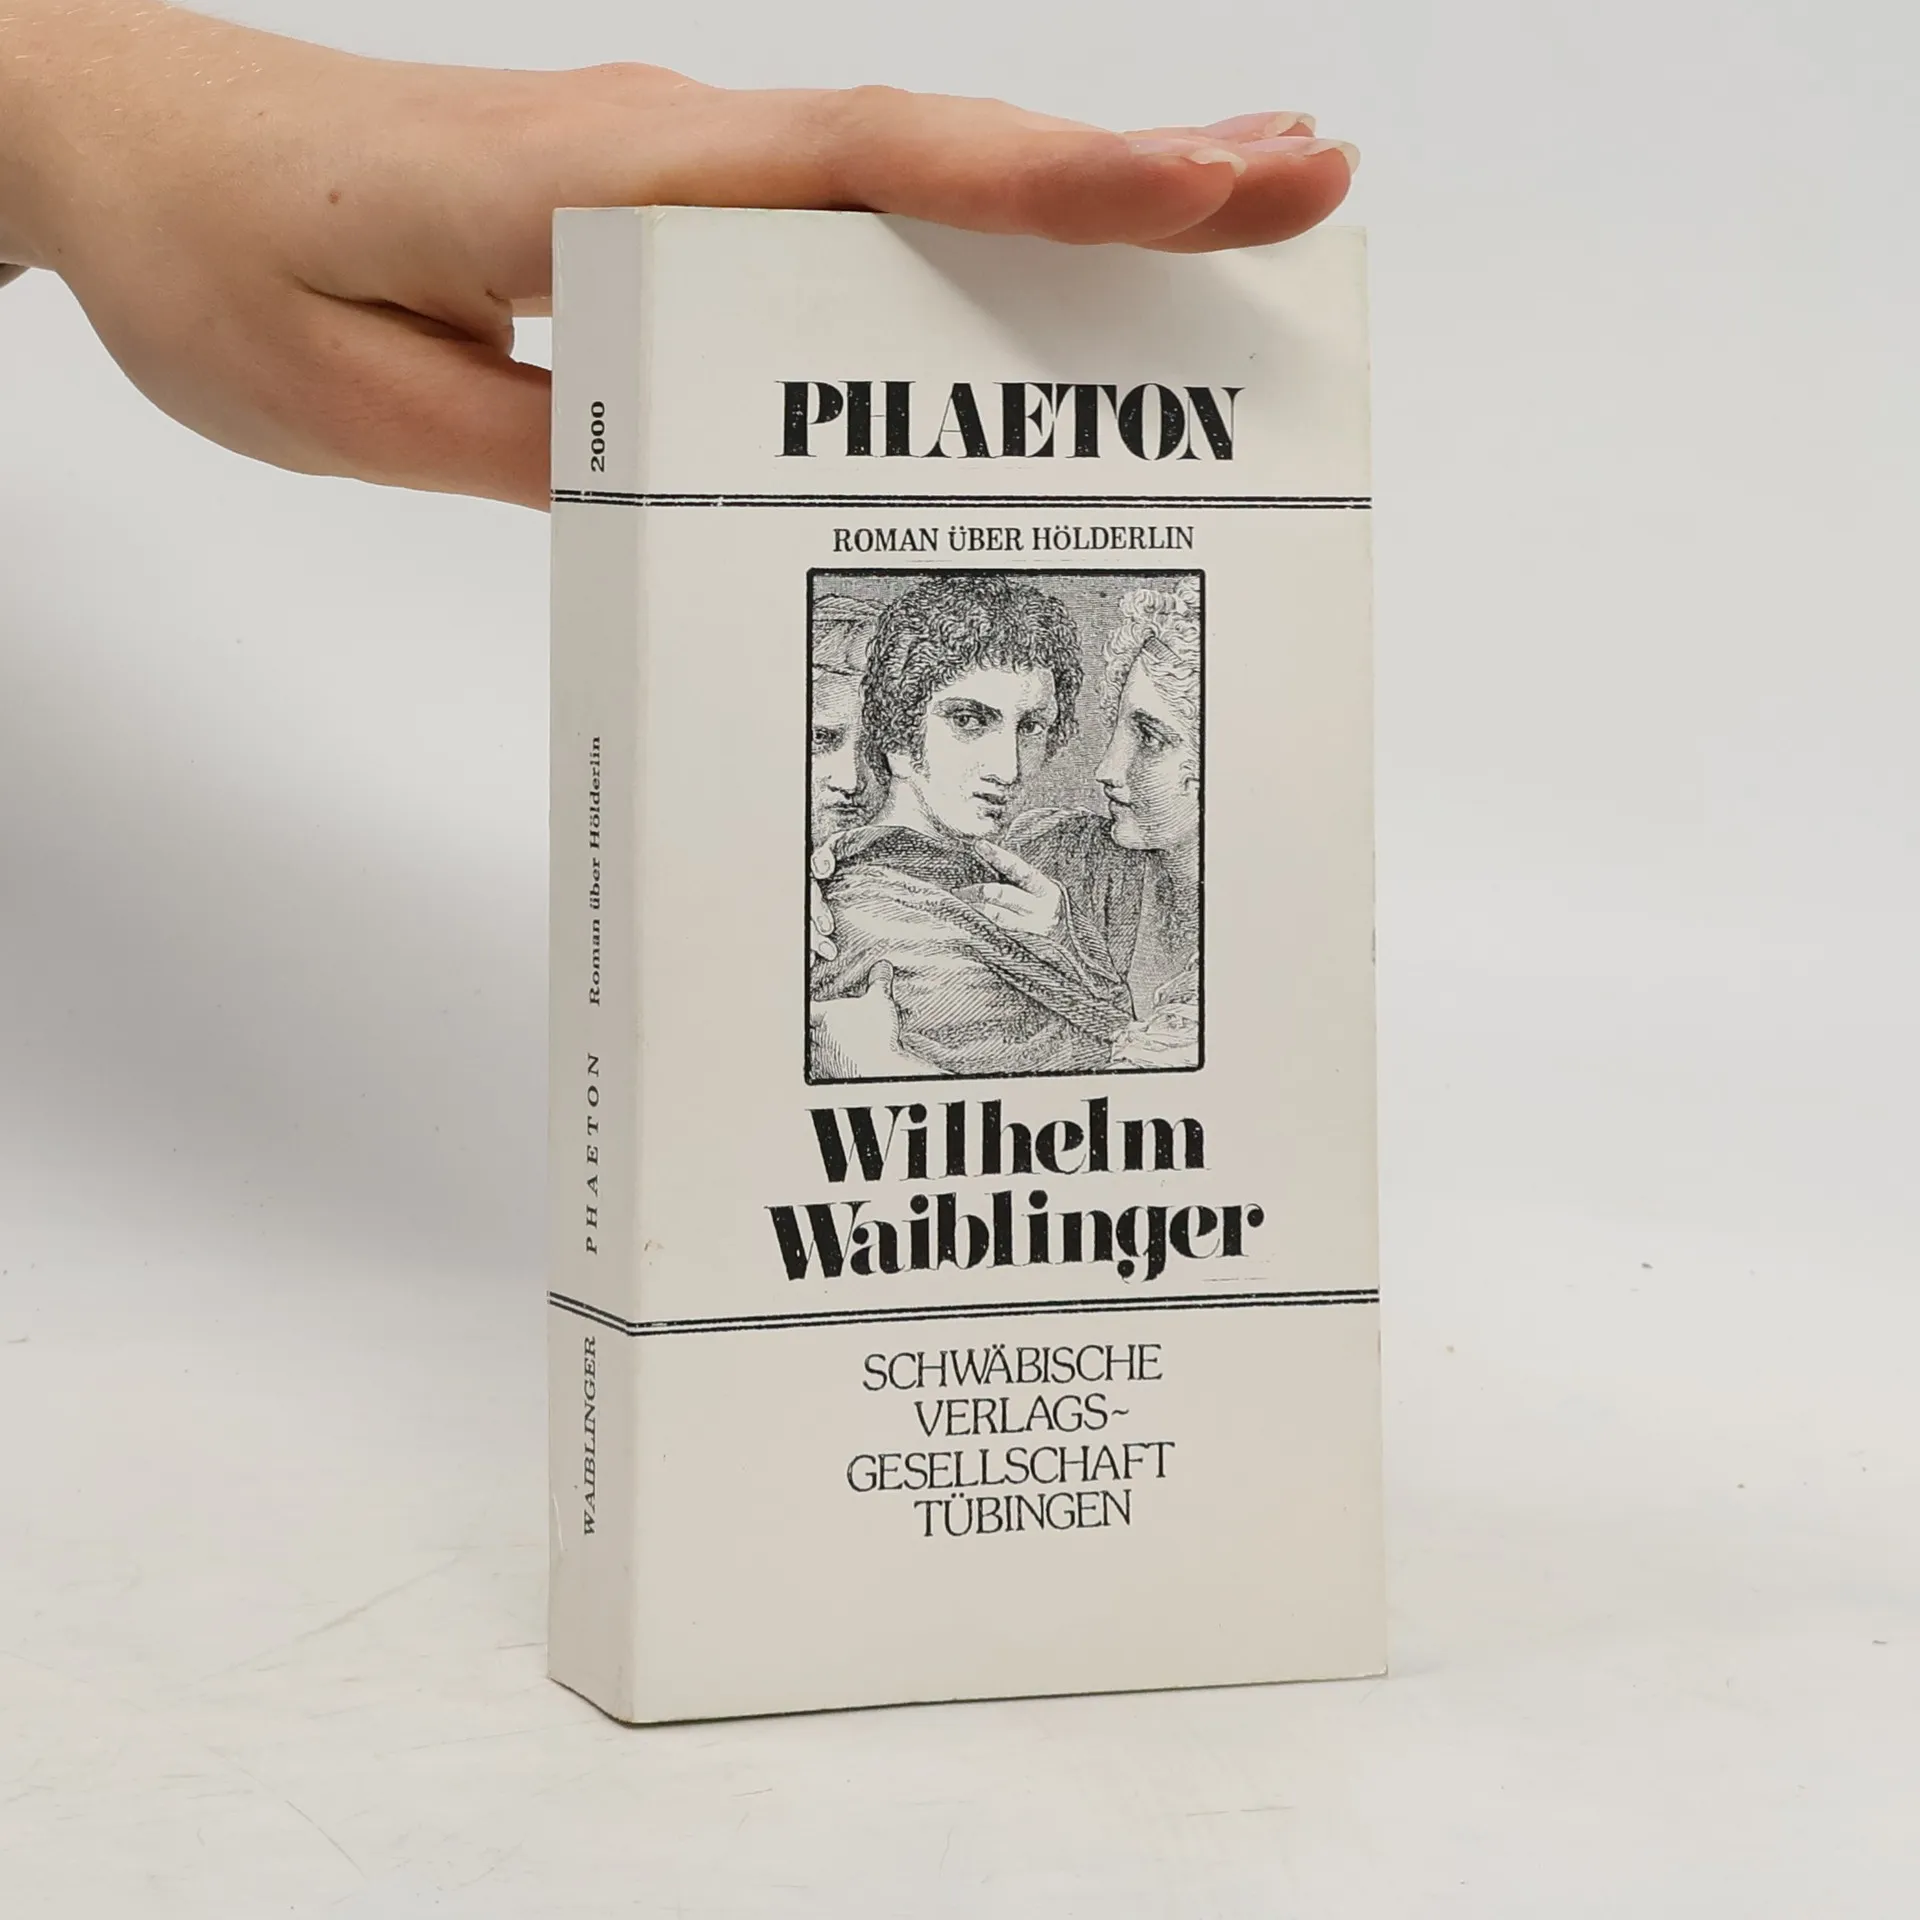 PHAETON
ROMAN ÜBER HÖLDERLIN
Wilhelm
Waiblinger
SCHWÄBISCHE
VERLAGS~
GESELLSCHAFT
TÜBINGEN
WAIBLINGER PHAETON Roman über Hölderlin 2000